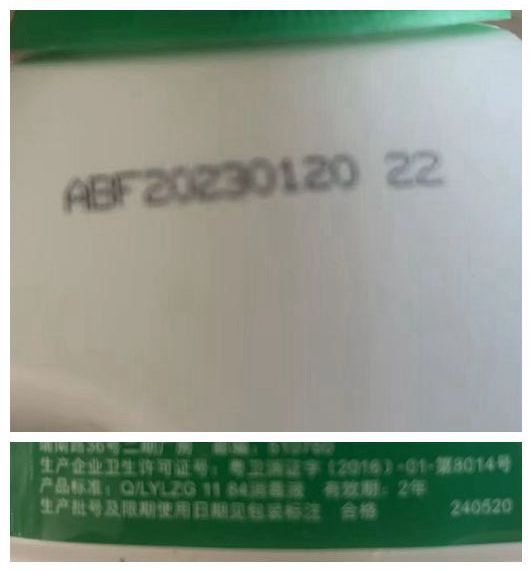 ABF20230120 22
生产企业卫生许可证号：粤卫消证字［2016］-01-第8014号
产品标准：Q/LYLZG 11 84消毒液 有效期：2年
生产批号及限期使用日期见包装标注 合格 240520